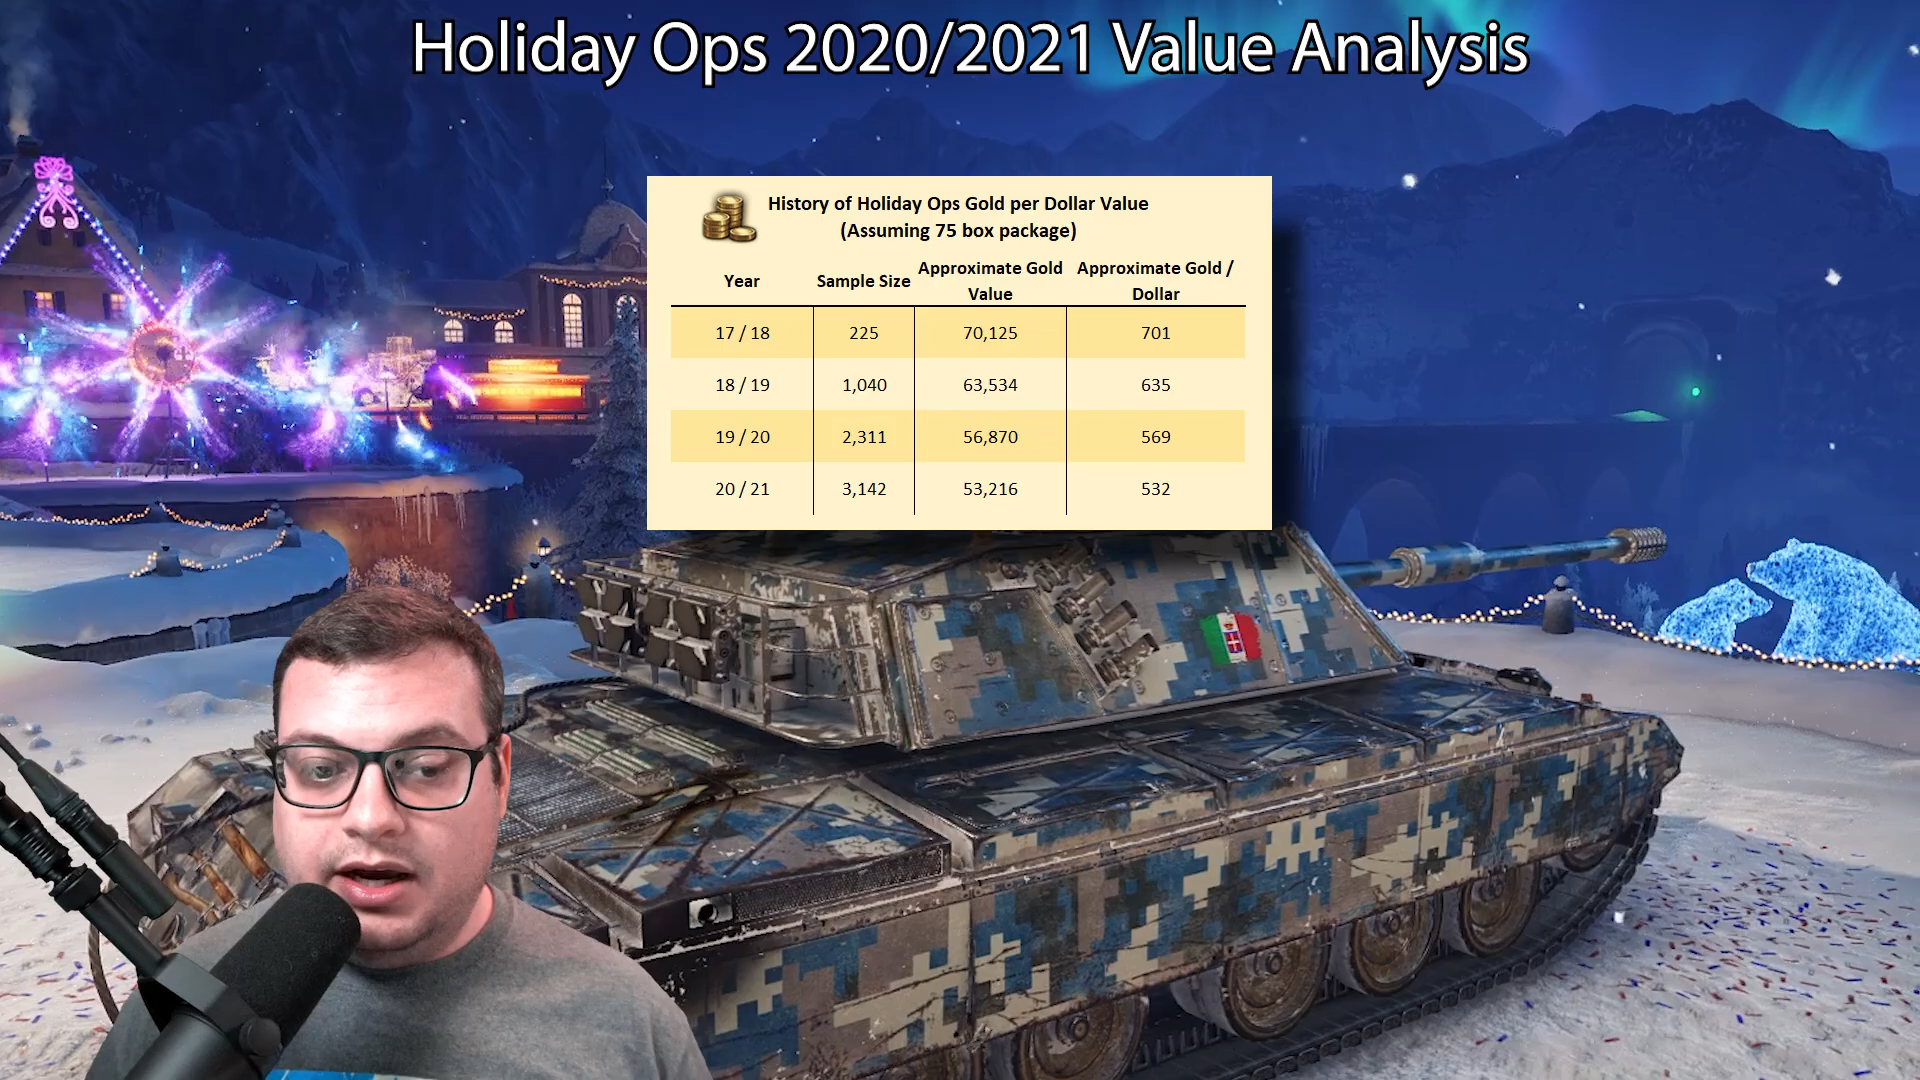 Holiday Ops 2020/2021 Value Analysis
History of Holiday Ops Gold per Dollar Value
(Assuming 75 box package)
Year Sample Size Approximate Gold Value Approximate Gold / Dollar
17 / 18 225 70,125 701
18 / 19 1,040 63,534 635
19 / 20 2,311 56,870 569
20 / 21 3,142 53,216 532